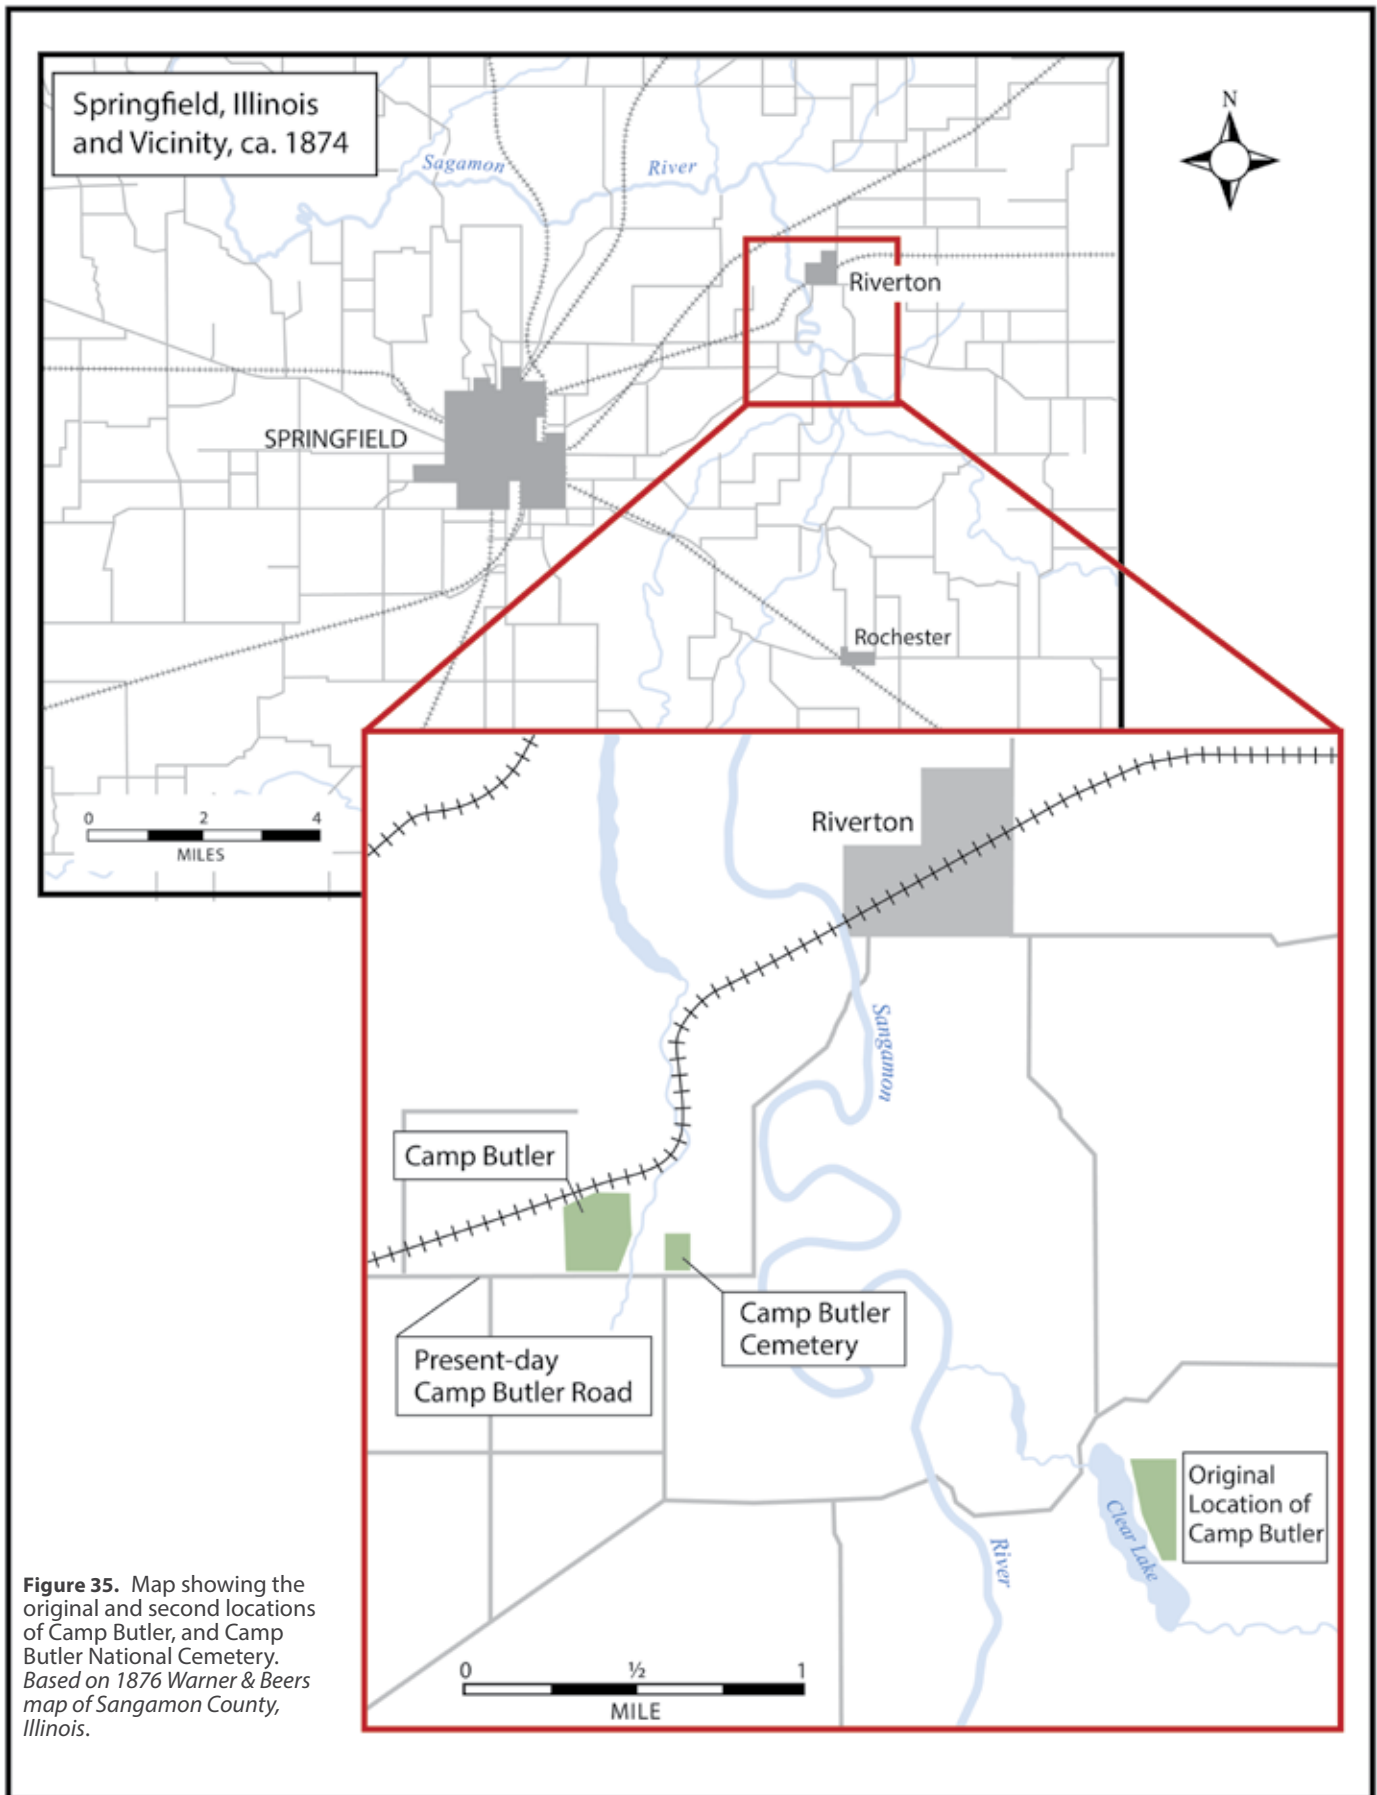 Springfield, Illinois
and Vicinity, ca. 1874
N
Sagamon
River
Riverton
SPRINGFIELD
Rochester
0 2 4
MILES
Riverton
Sangamon
Camp Butler
Camp Butler
Cemetery
Present-day
Camp Butler Road
Original
Location of
Camp Butler
Clear Lake
River
0 ½ 1
MILE
Figure 35. Map showing the
original and second locations
of Camp Butler, and Camp
Butler National Cemetery.
Based on 1876 Warner & Beers
map of Sangamon County,
Illinois.